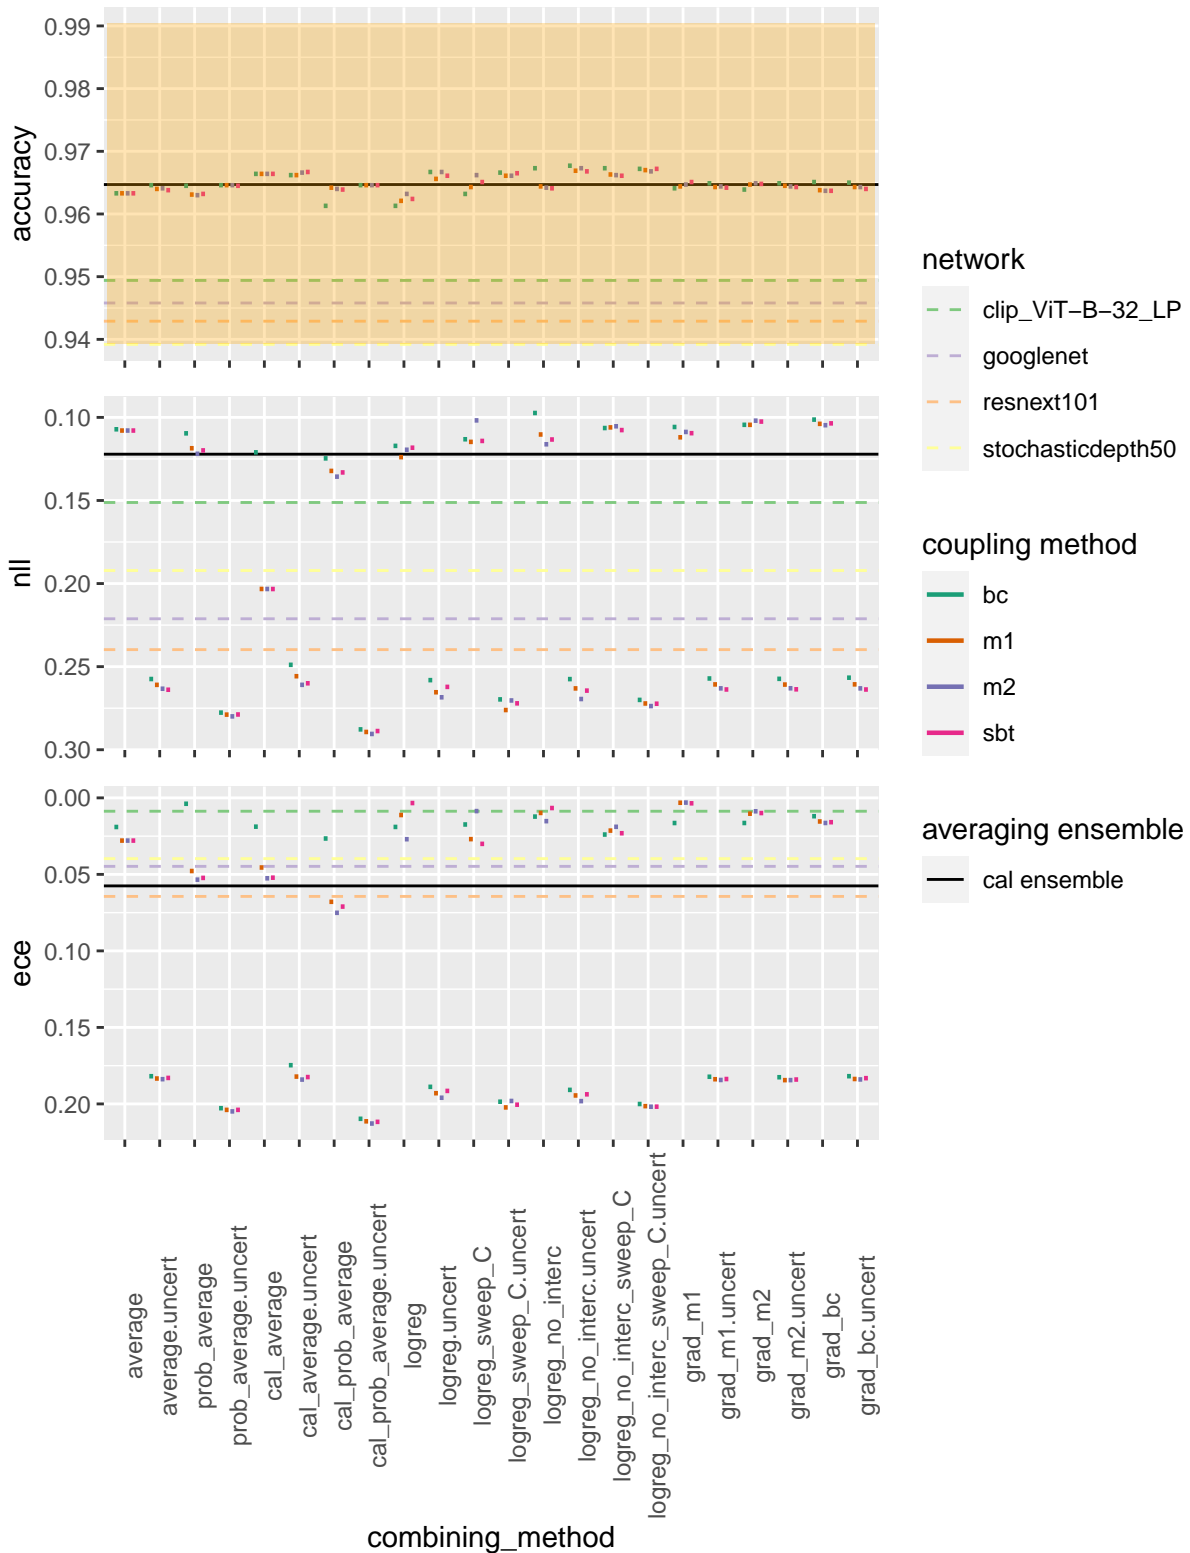 0.99
0.98
0.97
0.96
0.95
0.94
accuracy
0.10
0.15
0.20
0.25
0.30
nll
0.00
0.05
0.10
0.15
0.20
ece
average
average.uncert
prob_average
prob_average.uncert
cal_average
cal_average.uncert
cal_prob_average
cal_prob_average.uncert
logreg
logreg.uncert
logreg_sweep_C
logreg_sweep_C.uncert
logreg_no_interc
logreg_no_interc.uncert
logreg_no_interc_sweep_C
logreg_no_interc_sweep_C.uncert
grad_m1
grad_m1.uncert
grad_m2
grad_m2.uncert
grad_bc
grad_bc.uncert
combining_method
network
clip_ViT−B−32_LP
googlenet
resnext101
stochasticdepth50
coupling method
bc
m1
m2
sbt
averaging ensemble
cal ensemble